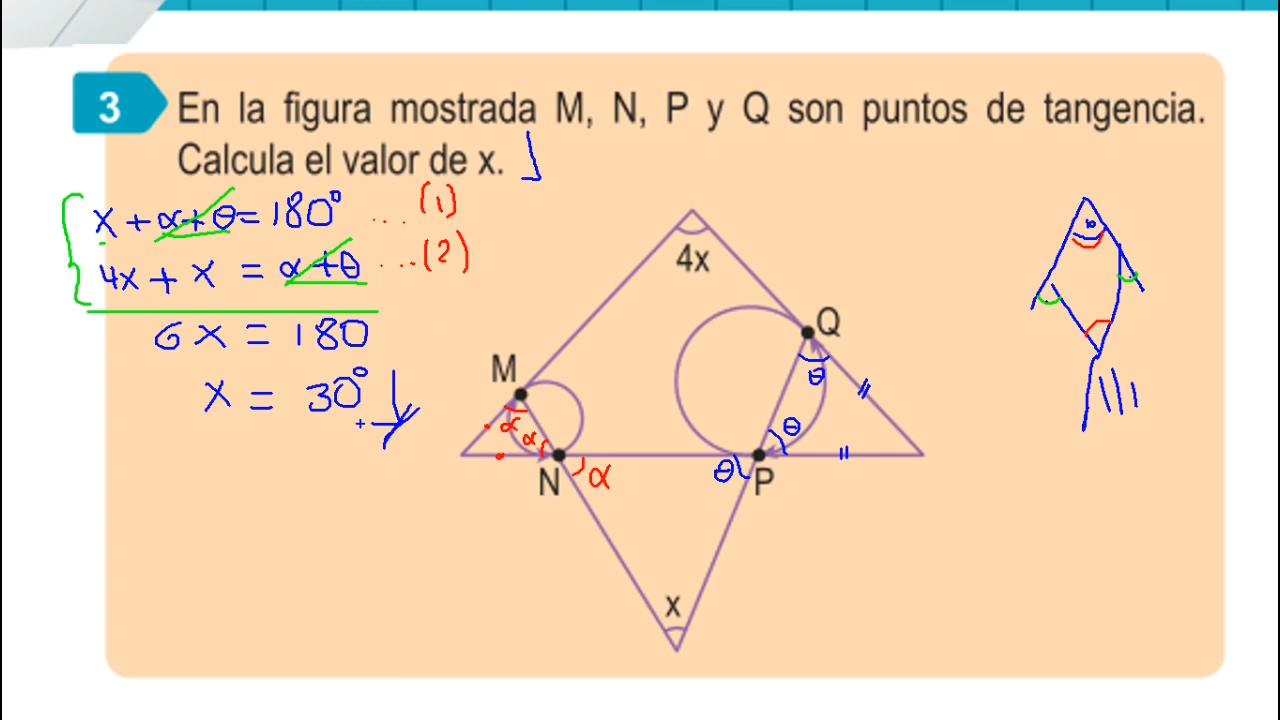 3
En la figura mostrada M, N, P y Q son puntos de tangencia.
Calcula el valor de x.
x + α + θ = 180° ... (1)
4x + x = α + θ ... (2)
6x = 180
x = 30°
4x
Q
θ
M
α
α
θ
N
α
θ
P
x